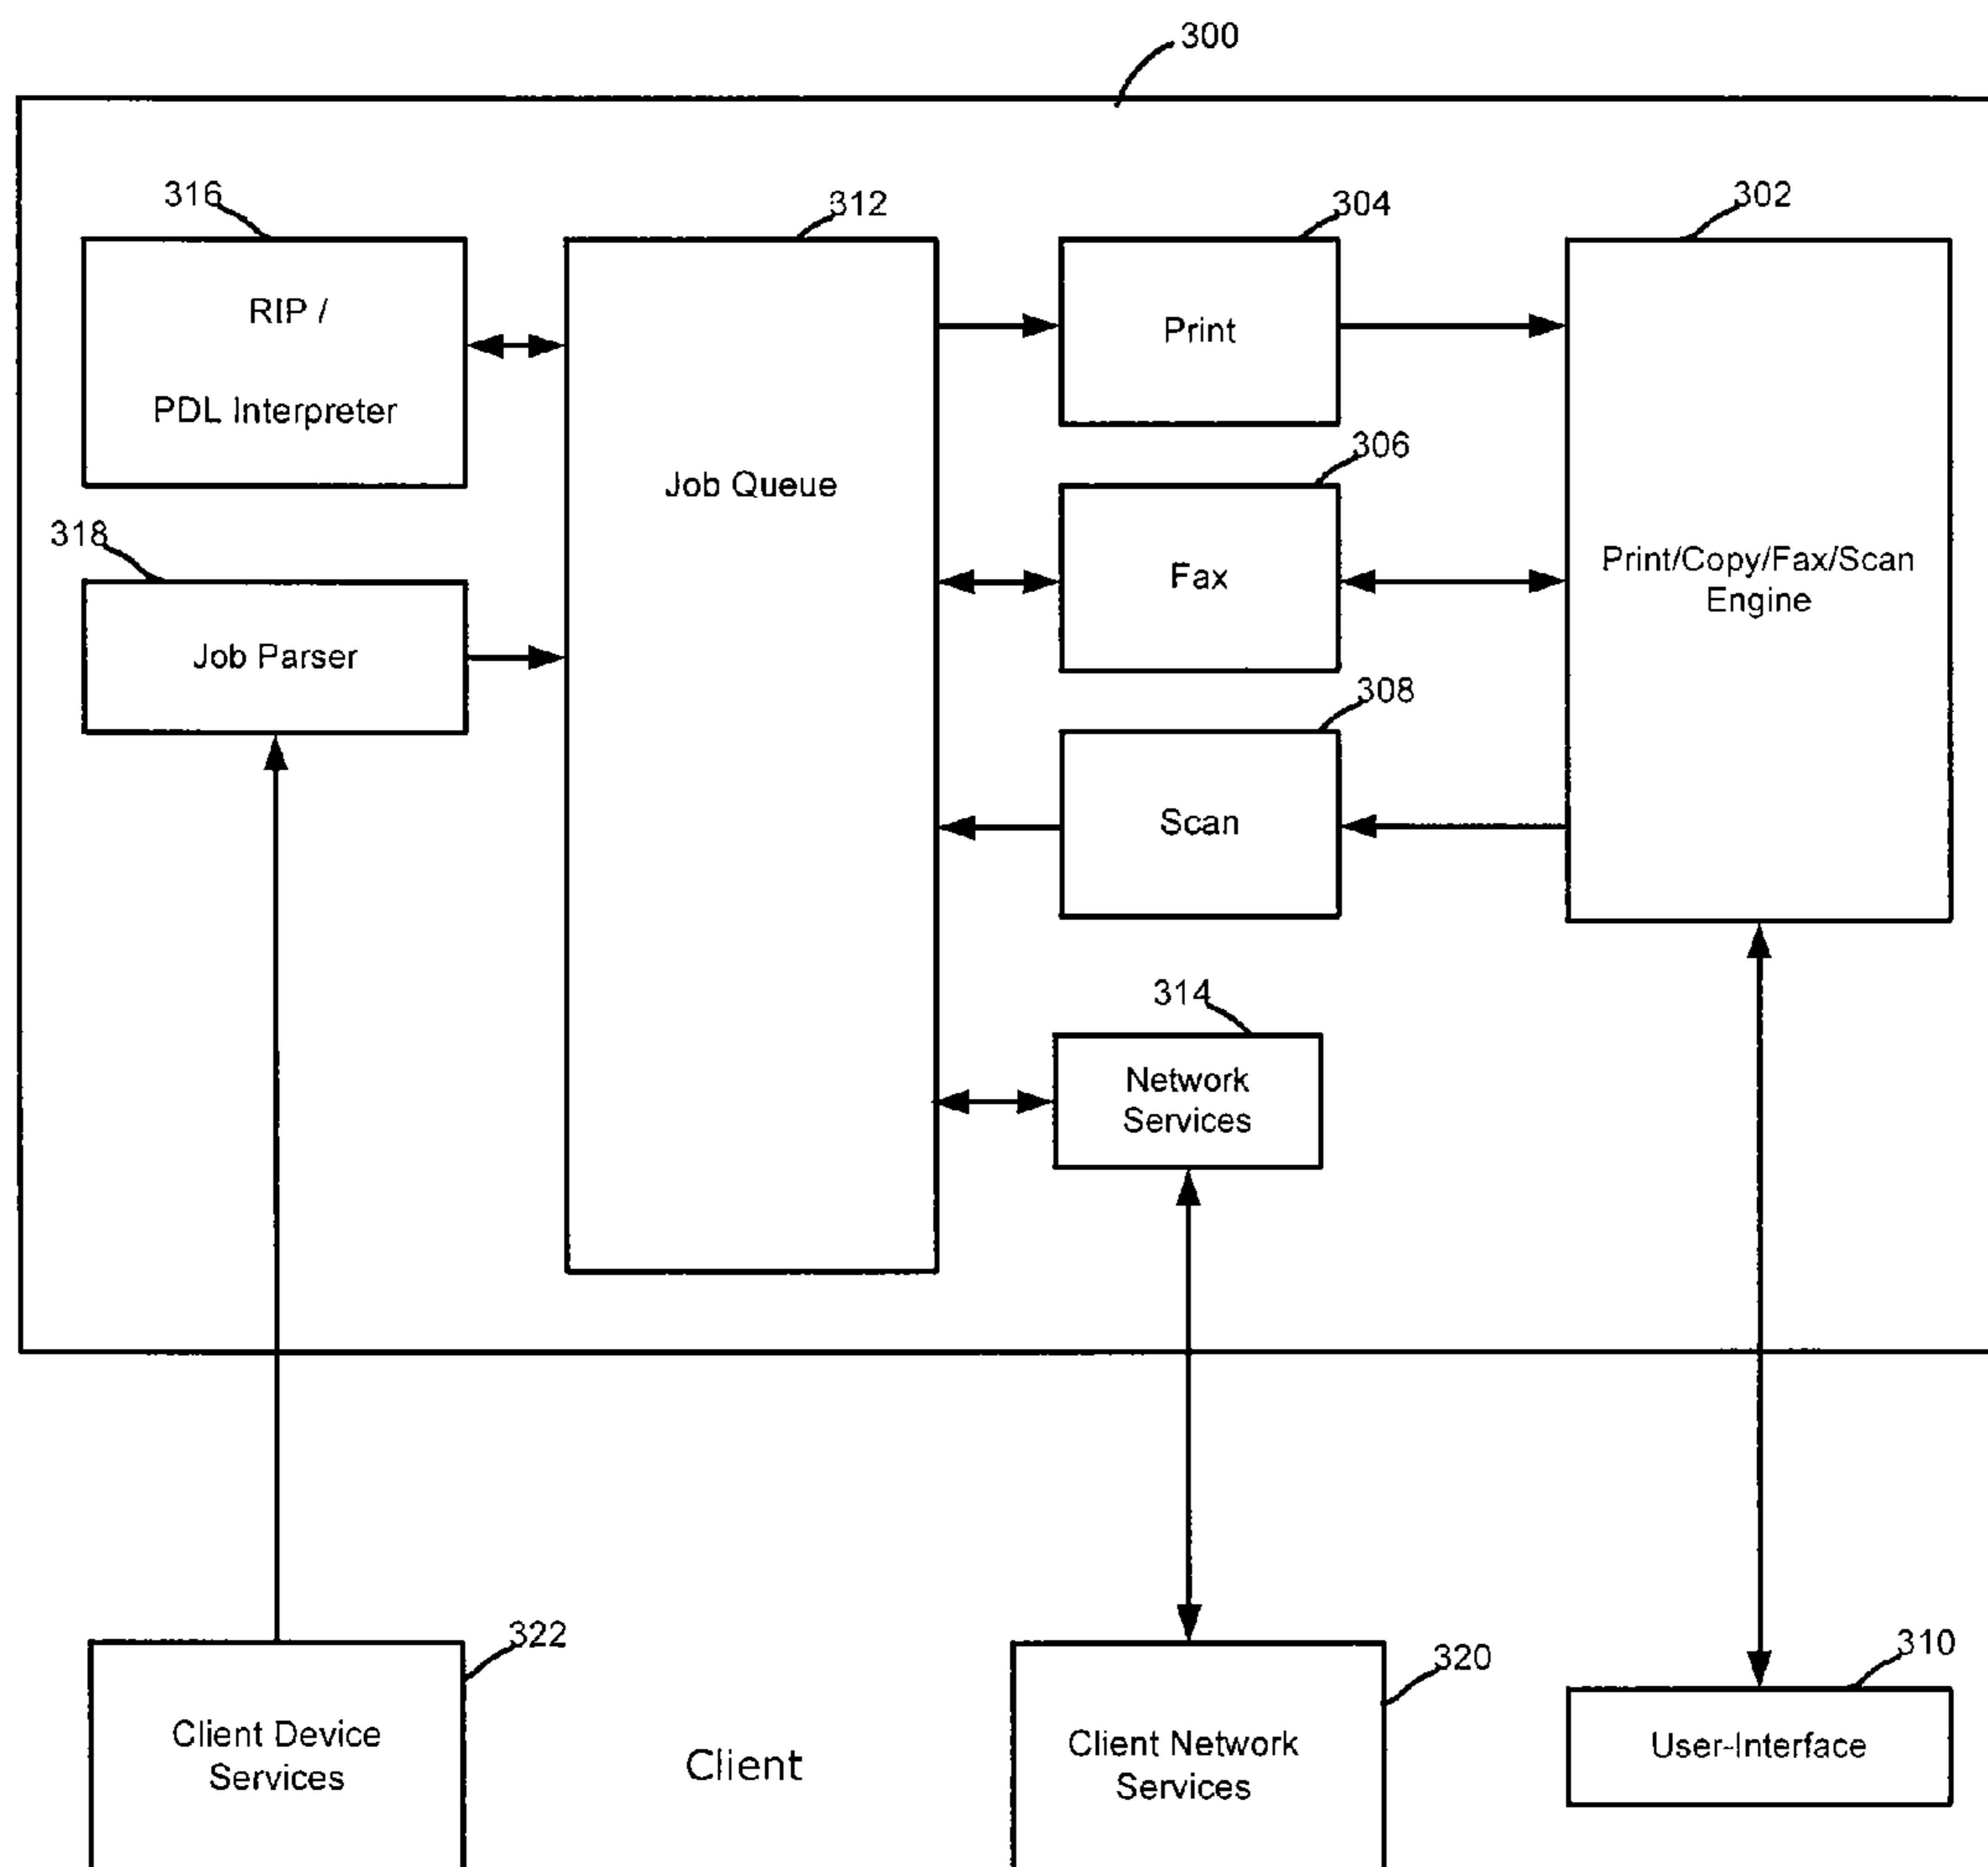 300
316
312
304
302
RIP /
PDL Interpreter
Job Queue
Print
306
318
Fax
Print/Copy/Fax/Scan
Engine
Job Parser
308
Scan
314
Network
Services
322
320
310
Client Device
Services
Client
Client Network
Services
User-Interface